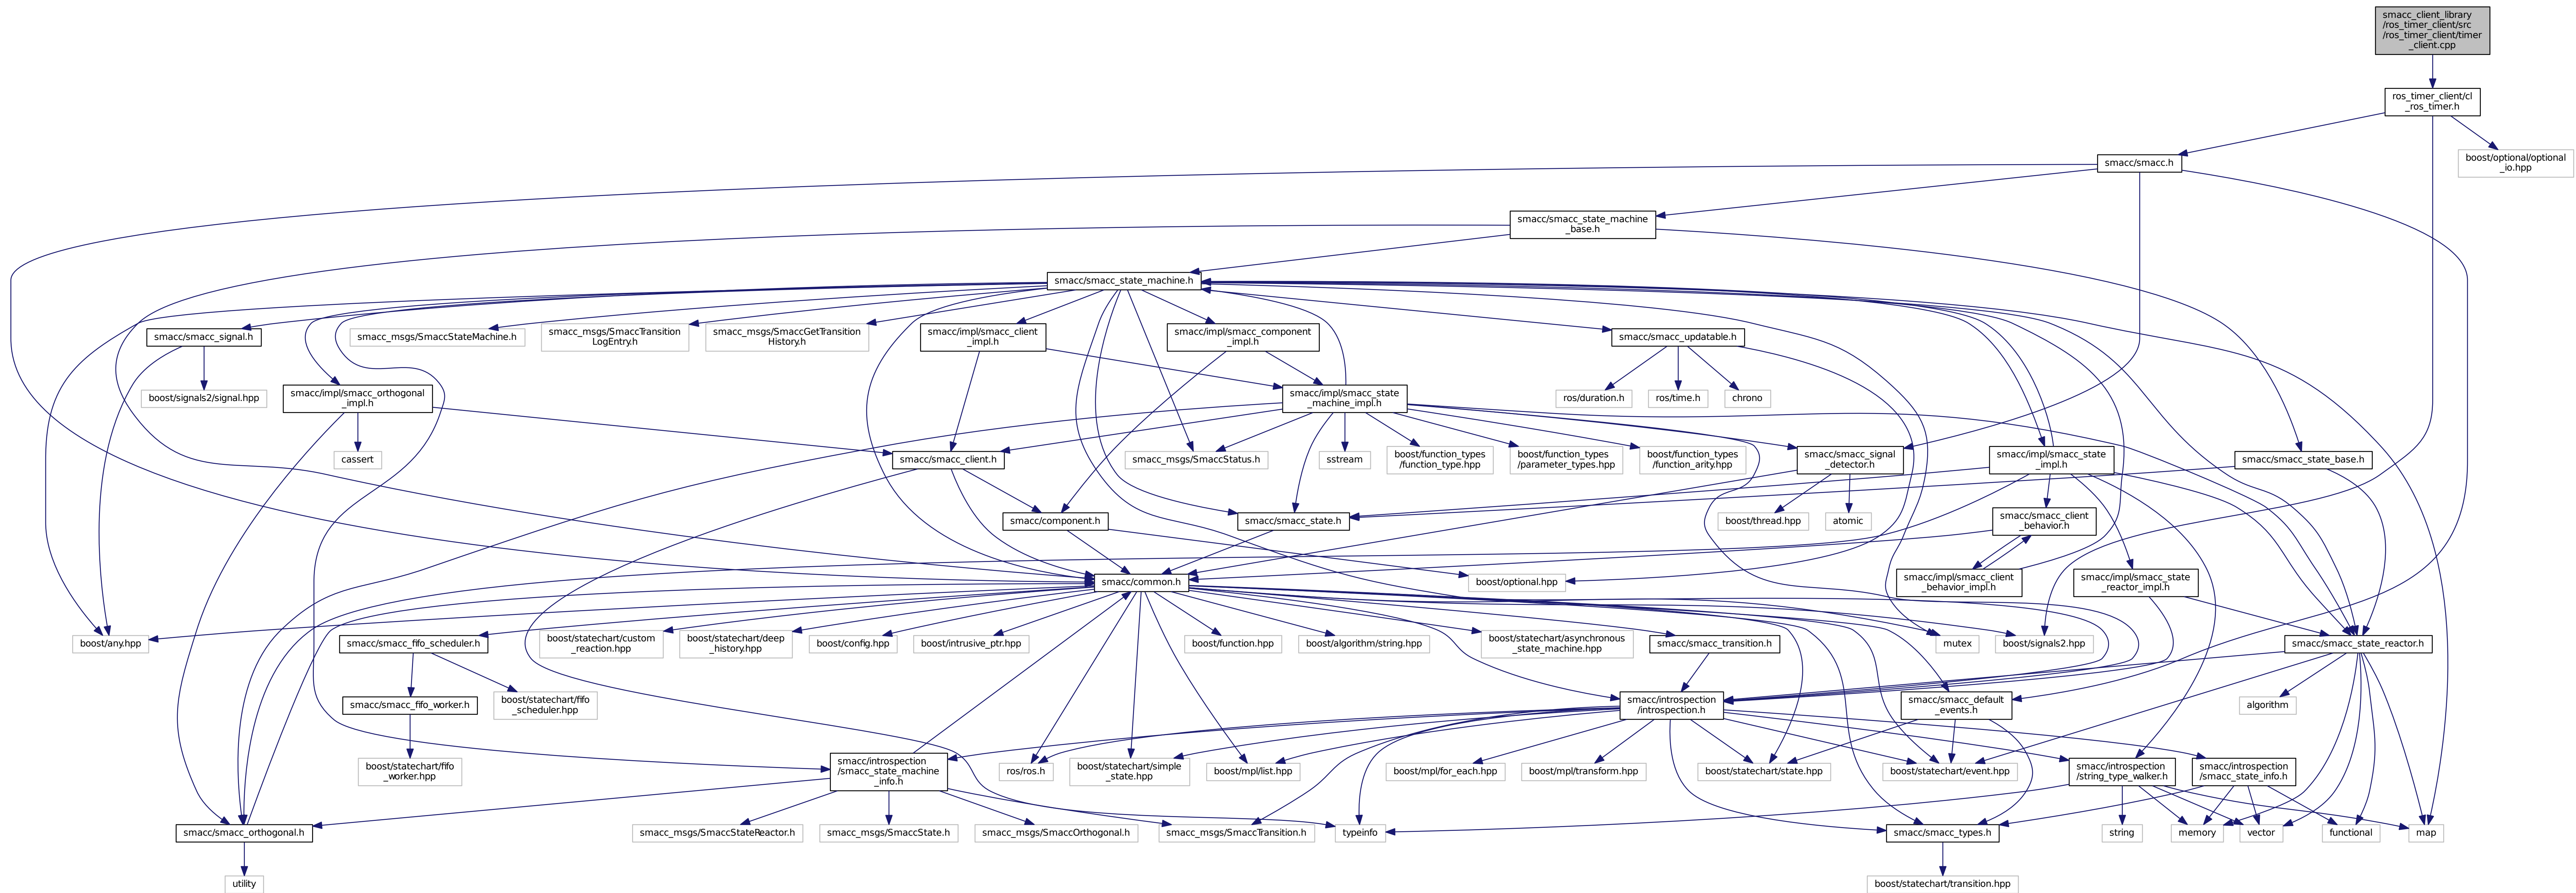 smacc_client_library
/ros_timer_client/src
/ros_timer_client/timer
_client.cpp
ros_timer_client/cl
_ros_timer.h
smacc/smacc.h
boost/optional/optional
_io.hpp
smacc/smacc_state_machine
_base.h
smacc/smacc_state_machine.h
smacc/smacc_signal.h
smacc_msgs/SmaccStateMachine.h
smacc_msgs/SmaccTransition
LogEntry.h
smacc_msgs/SmaccGetTransition
History.h
smacc/impl/smacc_client
_impl.h
smacc/impl/smacc_component
_impl.h
smacc/smacc_updatable.h
boost/signals2/signal.hpp
smacc/impl/smacc_orthogonal
_impl.h
smacc/impl/smacc_state
_machine_impl.h
ros/duration.h
ros/time.h
chrono
cassert
smacc/smacc_client.h
smacc_msgs/SmaccStatus.h
sstream
boost/function_types
/function_type.hpp
boost/function_types
/parameter_types.hpp
boost/function_types
/function_arity.hpp
smacc/smacc_signal
_detector.h
smacc/impl/smacc_state
_impl.h
smacc/smacc_state_base.h
smacc/component.h
smacc/smacc_state.h
boost/thread.hpp
atomic
smacc/smacc_client
_behavior.h
smacc/common.h
boost/optional.hpp
smacc/impl/smacc_client
_behavior_impl.h
smacc/impl/smacc_state
_reactor_impl.h
boost/any.hpp
smacc/smacc_fifo_scheduler.h
boost/statechart/custom
_reaction.hpp
boost/statechart/deep
_history.hpp
boost/config.hpp
boost/intrusive_ptr.hpp
boost/function.hpp
boost/algorithm/string.hpp
boost/statechart/asynchronous
_state_machine.hpp
smacc/smacc_transition.h
mutex
boost/signals2.hpp
smacc/smacc_state_reactor.h
smacc/smacc_fifo_worker.h
boost/statechart/fifo
_scheduler.hpp
smacc/introspection
/introspection.h
smacc/smacc_default
_events.h
algorithm
boost/statechart/fifo
_worker.hpp
smacc/introspection
/smacc_state_machine
_info.h
ros/ros.h
boost/statechart/simple
_state.hpp
boost/mpl/list.hpp
boost/mpl/for_each.hpp
boost/mpl/transform.hpp
boost/statechart/state.hpp
boost/statechart/event.hpp
smacc/introspection
/string_type_walker.h
smacc/introspection
/smacc_state_info.h
smacc/smacc_orthogonal.h
smacc_msgs/SmaccStateReactor.h
smacc_msgs/SmaccState.h
smacc_msgs/SmaccOrthogonal.h
smacc_msgs/SmaccTransition.h
typeinfo
smacc/smacc_types.h
string
memory
vector
functional
map
utility
boost/statechart/transition.hpp